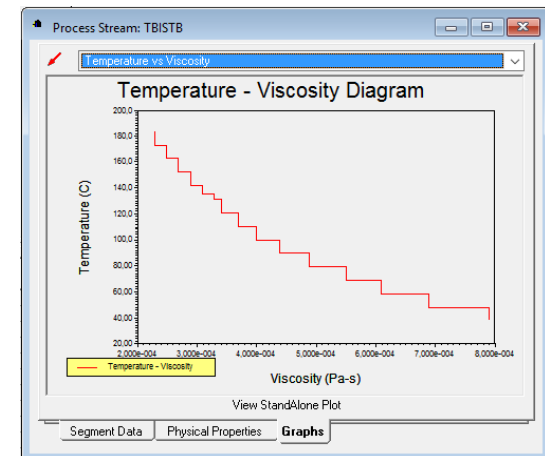 Process Stream: TBISTB
Temperature vs Viscosity
Temperature - Viscosity Diagram
200,0
180,0
160,0
140,0
120,0
100,0
80,00
60,00
40,00
20,00
Temperature (C)
2,000e-004 3,000e-004 4,000e-004 5,000e-004 6,000e-004 7,000e-004 8,000e-004
Temperature - Viscosity
Viscosity (Pa-s)
View StandAlone Plot
Segment Data Physical Properties Graphs